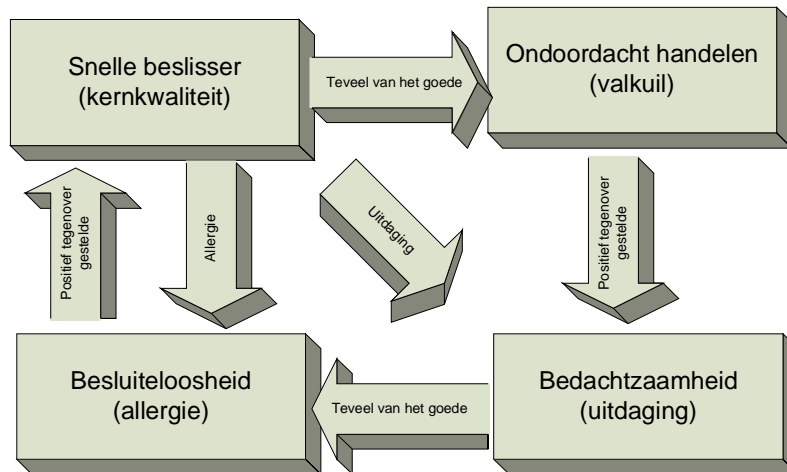 Snelle beslisser
(kernkwaliteit)
Teveel van het goede
Ondoordacht handelen
(valkuil)
Positief tegenover
gestelde
Allergie
Uitdaging
Positief tegenover
gestelde
Besluiteloosheid
(allergie)
Teveel van het goede
Bedachtzaamheid
(uitdaging)